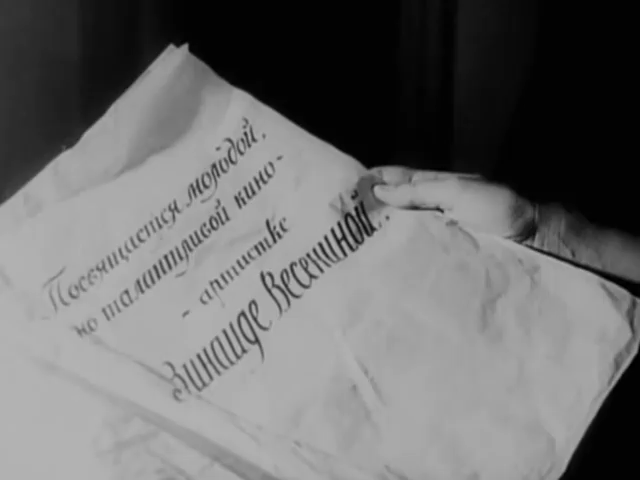 Посвящается молодой,
но талантливой кино-
- артистке
Зинаиде Весениной.